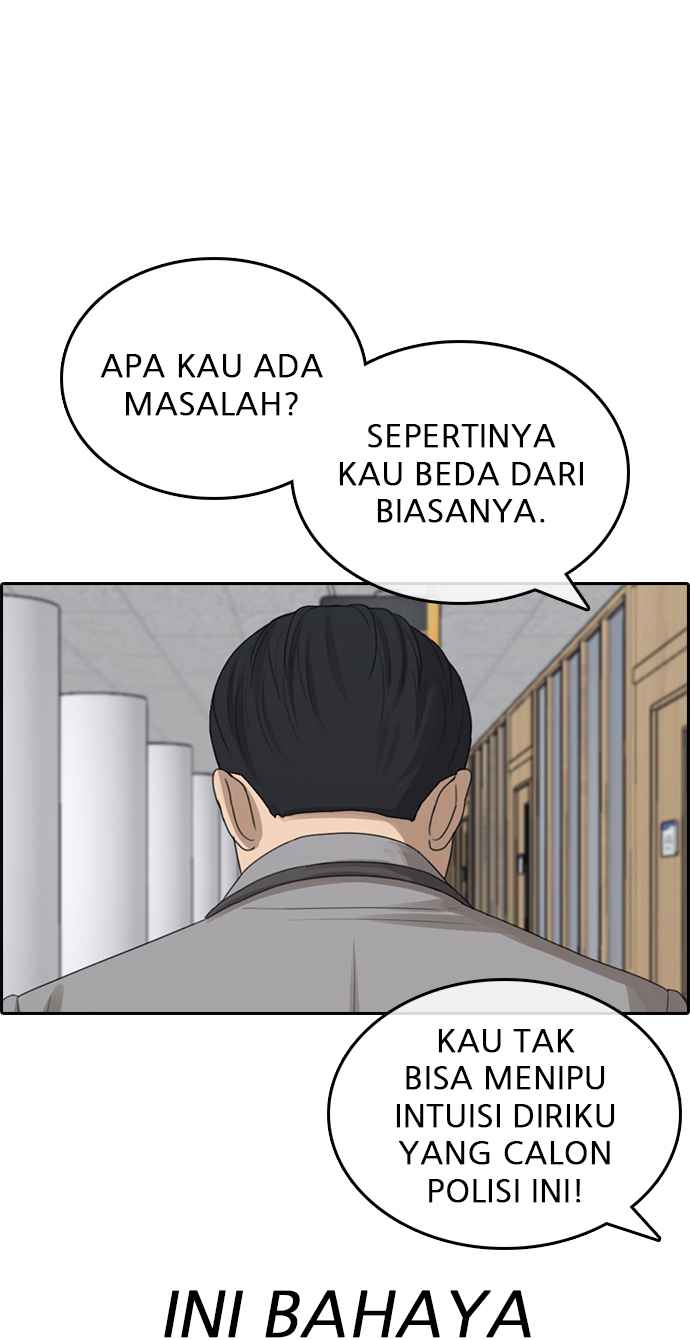 APA KAU ADA
MASALAH?
SEPERTINYA
KAU BEDA DARI
BIASANYA.
KAU TAK
BISA MENIPU
INTUISI DIRIKU
YANG CALON
POLISI INI!
INI BAHAYA